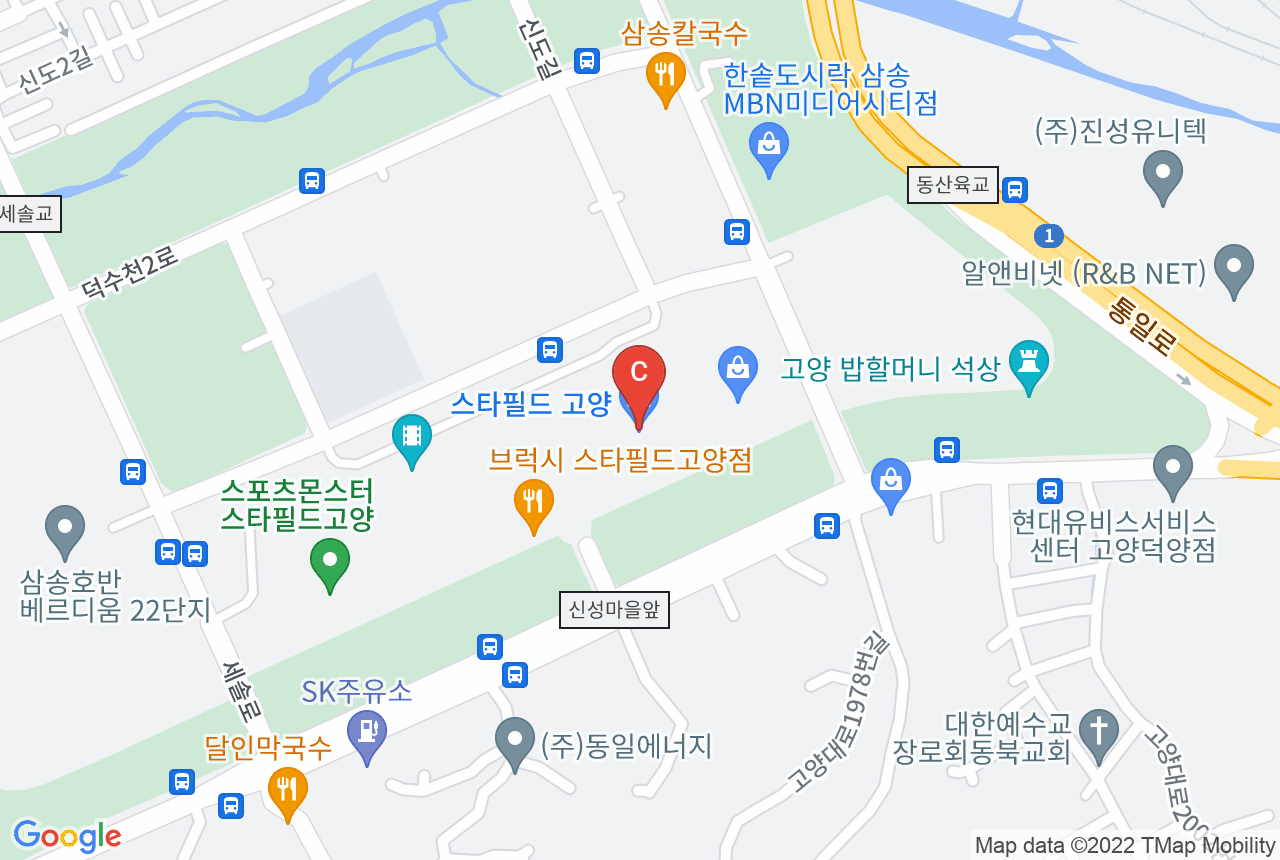 삼송칼국수
신도길
신도2길
한솥도시락 삼송
MBN미디어시티점
(주)진성유니텍
동산육교
세솔교
1
덕수천2로
알앤비넷 (R&B NET)
통일로
C
고양 밥할머니 석상
스타필드 고양
브럭시 스타필드고양점
스포츠몬스터
스타필드고양
현대유비스서비스
센터 고양덕양점
삼송호반
베르디움 22단지
신성마을앞
세솔로
SK주유소
고양대로1978번길
달인막국수
(주)동일에너지
대한예수교
장로회동북교회
고양대로200
Google
Map data ©2022 TMap Mobility